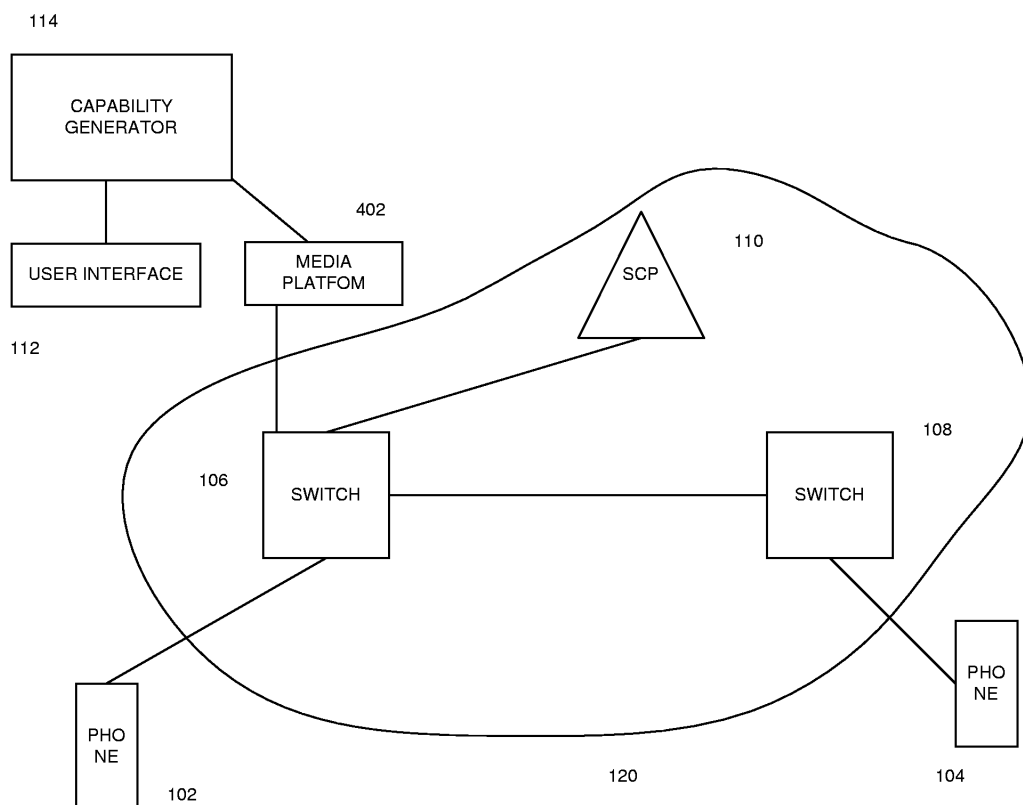 114
CAPABILITY
GENERATOR
402
110
USER INTERFACE
MEDIA
PLATFOM
SCP
112
108
106
SWITCH
SWITCH
PHO
NE
PHO
NE
120
104
102